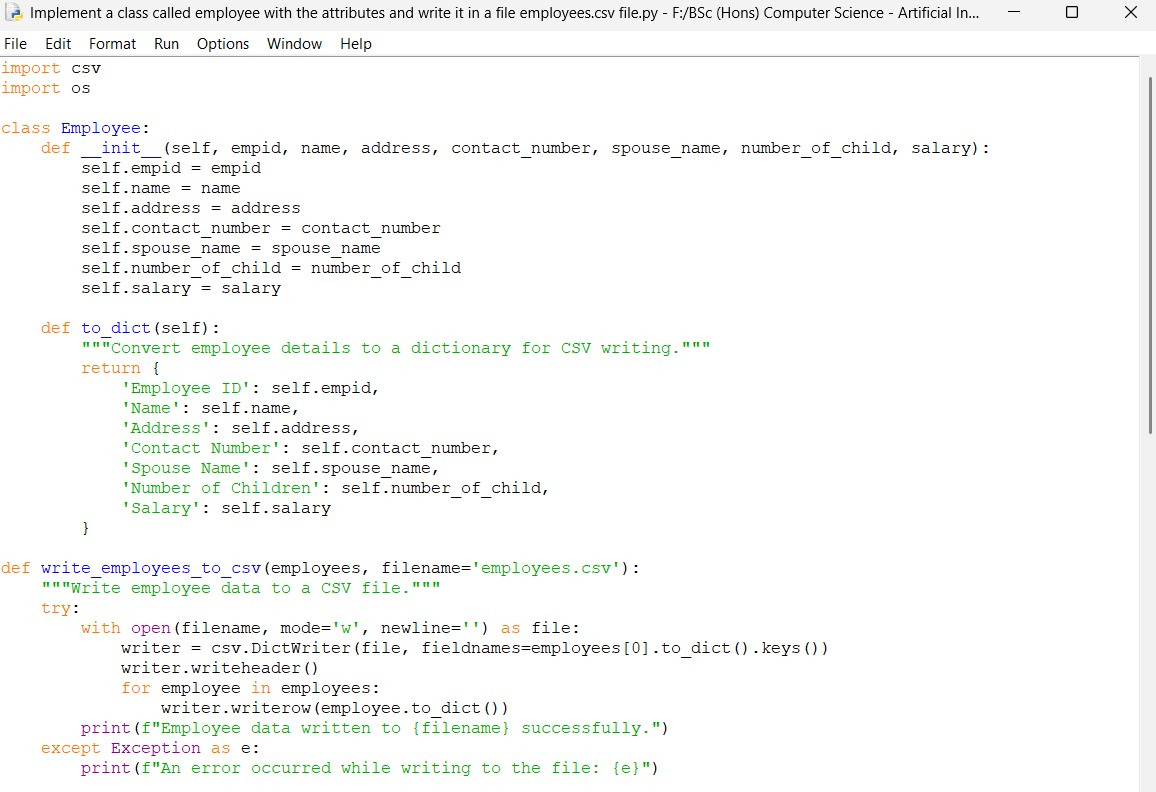 Implement a class called employee with the attributes and write it in a file employees.csv file.py - F:/BSc (Hons) Computer Science - Artificial In...
File Edit Format Run Options Window Help
import csv
import os

class Employee:
    def __init__(self, empid, name, address, contact_number, spouse_name, number_of_child, salary):
        self.empid = empid
        self.name = name
        self.address = address
        self.contact_number = contact_number
        self.spouse_name = spouse_name
        self.number_of_child = number_of_child
        self.salary = salary

    def to_dict(self):
        """Convert employee details to a dictionary for CSV writing."""
        return {
            'Employee ID': self.empid,
            'Name': self.name,
            'Address': self.address,
            'Contact Number': self.contact_number,
            'Spouse Name': self.spouse_name,
            'Number of Children': self.number_of_child,
            'Salary': self.salary
        }

def write_employees_to_csv(employees, filename='employees.csv'):
    """Write employee data to a CSV file."""
    try:
        with open(filename, mode='w', newline='') as file:
            writer = csv.DictWriter(file, fieldnames=employees[0].to_dict().keys())
            writer.writeheader()
            for employee in employees:
                writer.writerow(employee.to_dict())
        print(f"Employee data written to {filename} successfully.")
    except Exception as e:
        print(f"An error occurred while writing to the file: {e}")